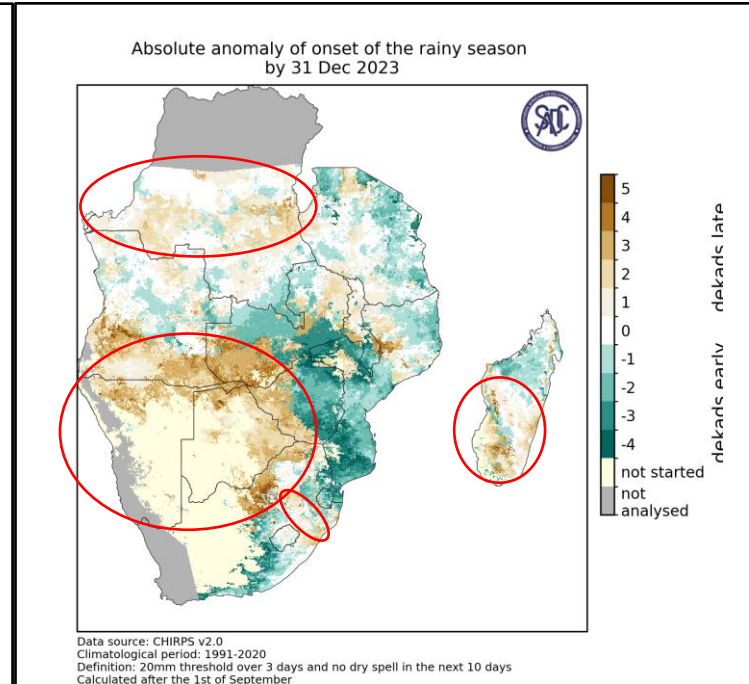 Absolute anomaly of onset of the rainy season
by 31 Dec 2023
SADC
5
4
3
2
1
0
-1
-2
-3
-4
not started
not
analysed
dekads late
dekads early
Data source: CHIRPS v2.0
Climatological period: 1991-2020
Definition: 20mm threshold over 3 days and no dry spell in the next 10 days
Calculated after the 1st of September